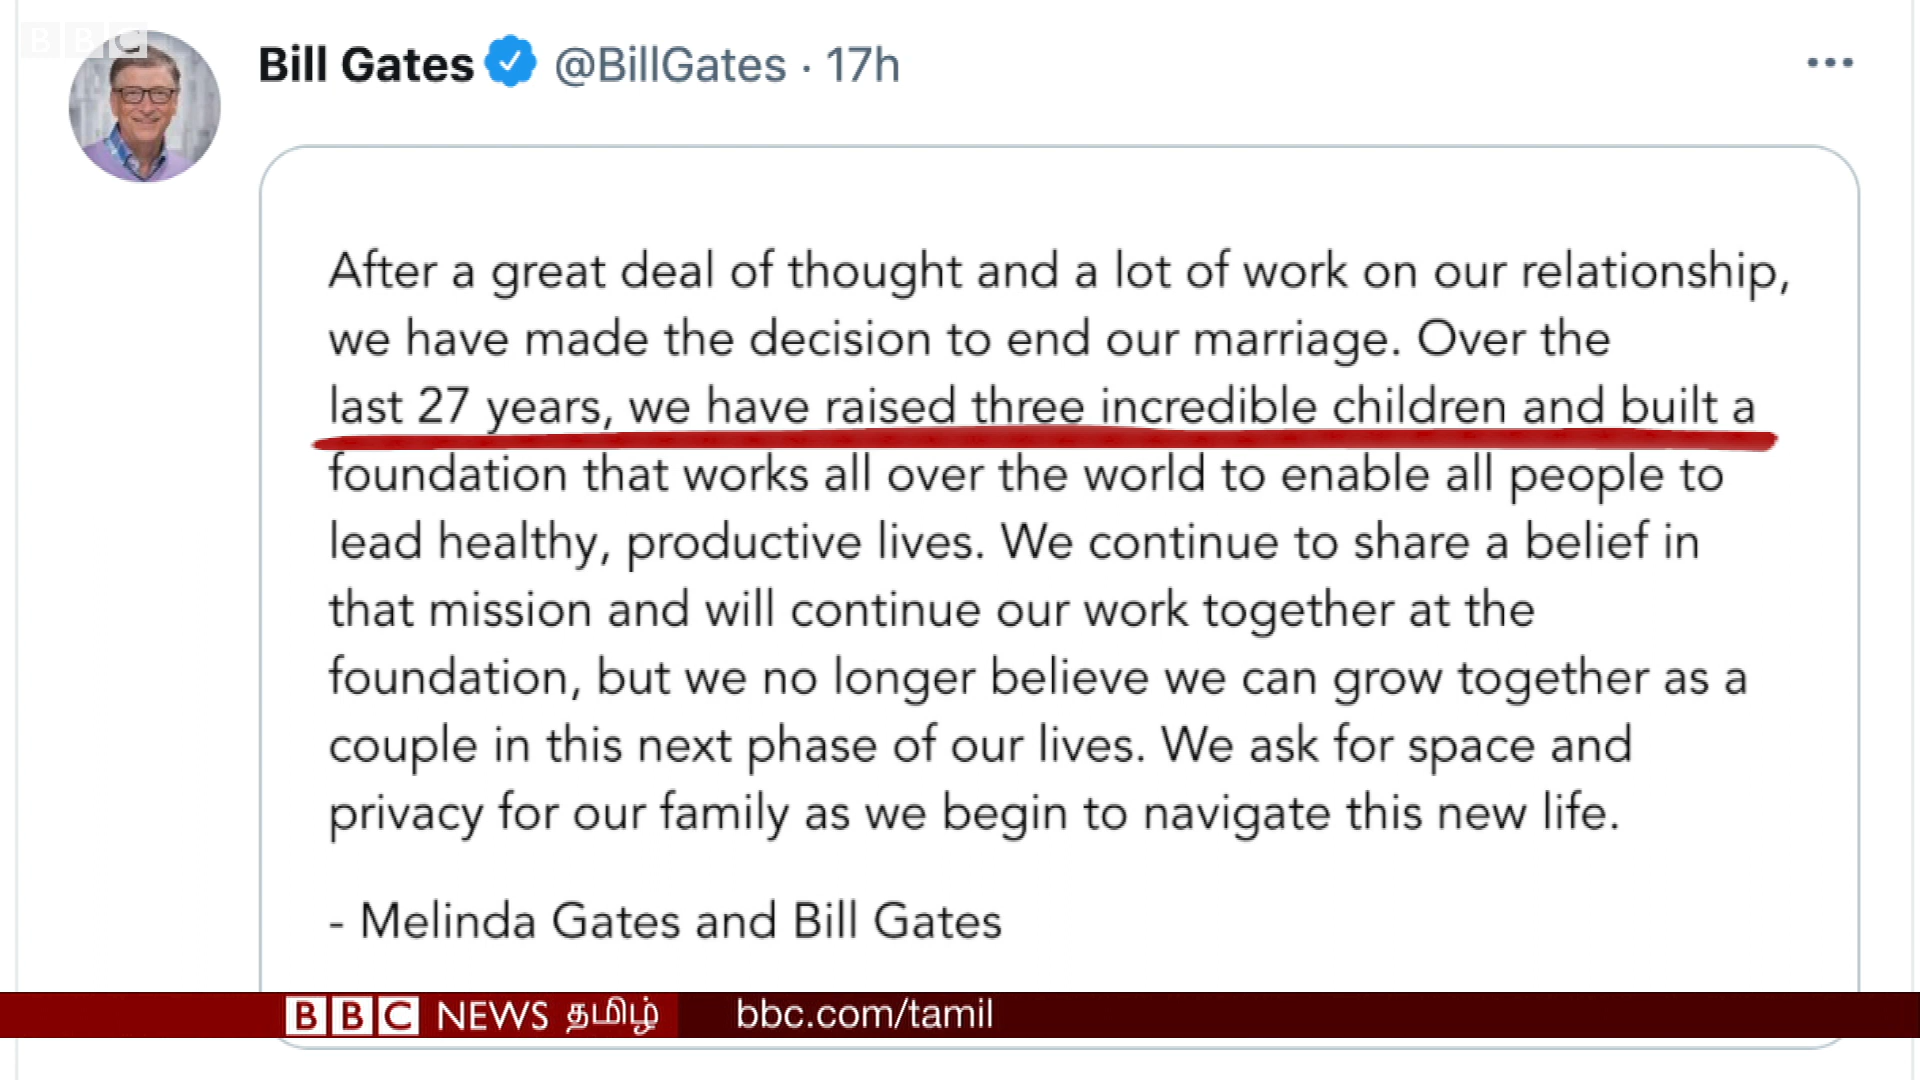 BBC
Bill Gates @BillGates · 17h
After a great deal of thought and a lot of work on our relationship,
we have made the decision to end our marriage. Over the
last 27 years, we have raised three incredible children and built a
foundation that works all over the world to enable all people to
lead healthy, productive lives. We continue to share a belief in
that mission and will continue our work together at the
foundation, but we no longer believe we can grow together as a
couple in this next phase of our lives. We ask for space and
privacy for our family as we begin to navigate this new life.
- Melinda Gates and Bill Gates
BBC NEWS தமிழ் bbc.com/tamil